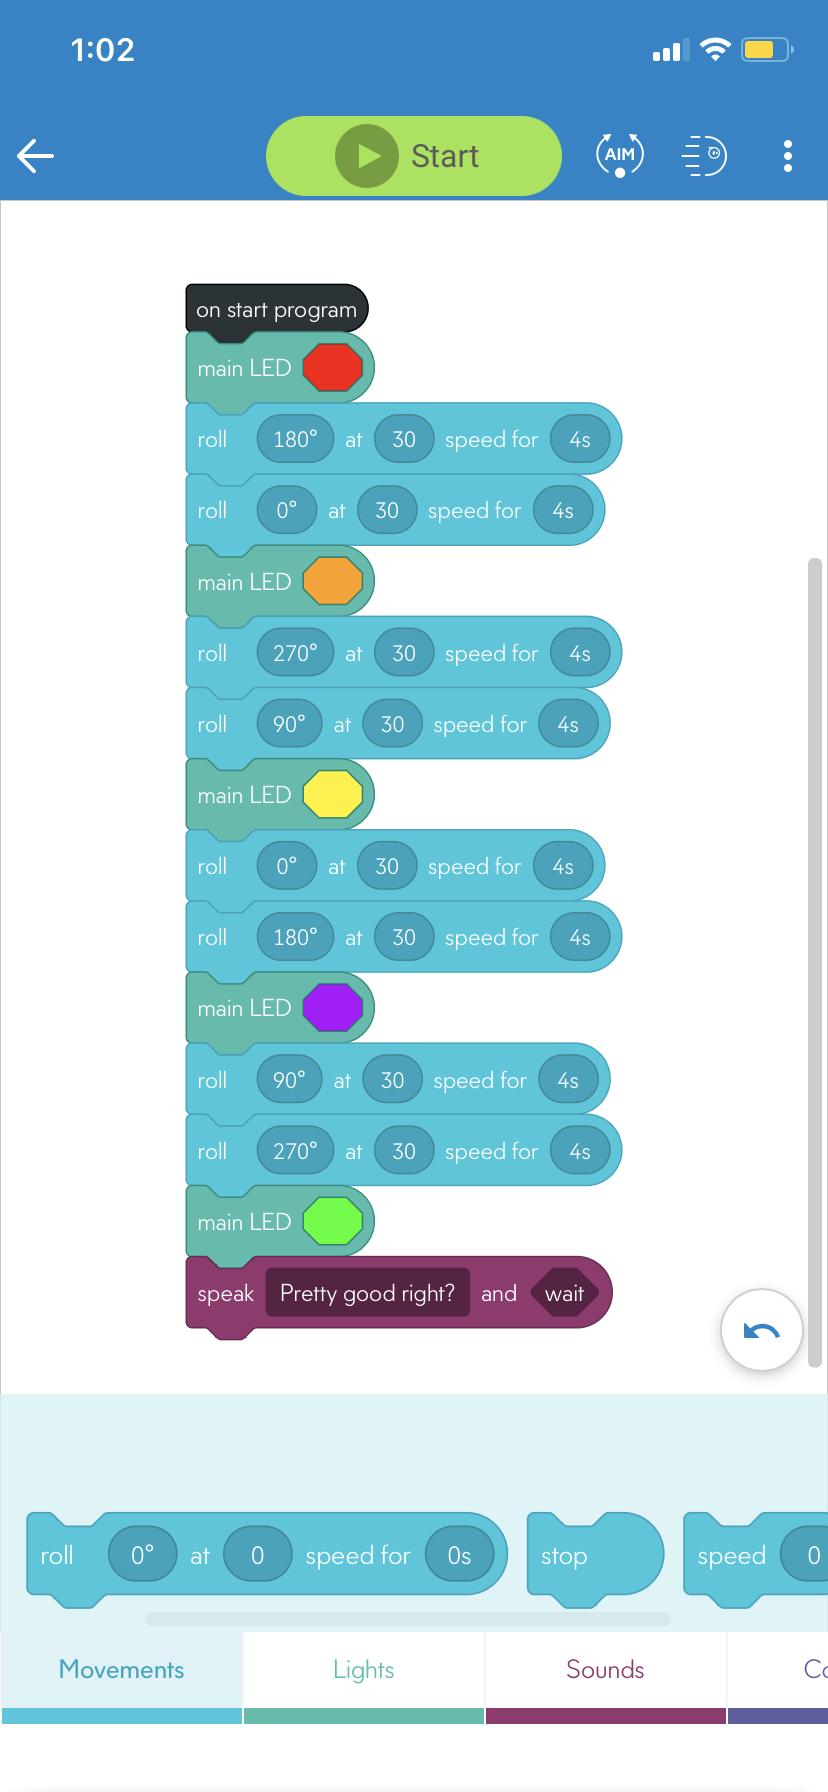 1:02
Start
AIM
on start program
main LED
roll 180° at 30 speed for 4s
roll 0° at 30 speed for 4s
main LED
roll 270° at 30 speed for 4s
roll 90° at 30 speed for 4s
main LED
roll 0° at 30 speed for 4s
roll 180° at 30 speed for 4s
main LED
roll 90° at 30 speed for 4s
roll 270° at 30 speed for 4s
main LED
speak Pretty good right? and wait
roll 0° at 0 speed for 0s
stop
speed 0
Movements
Lights
Sounds